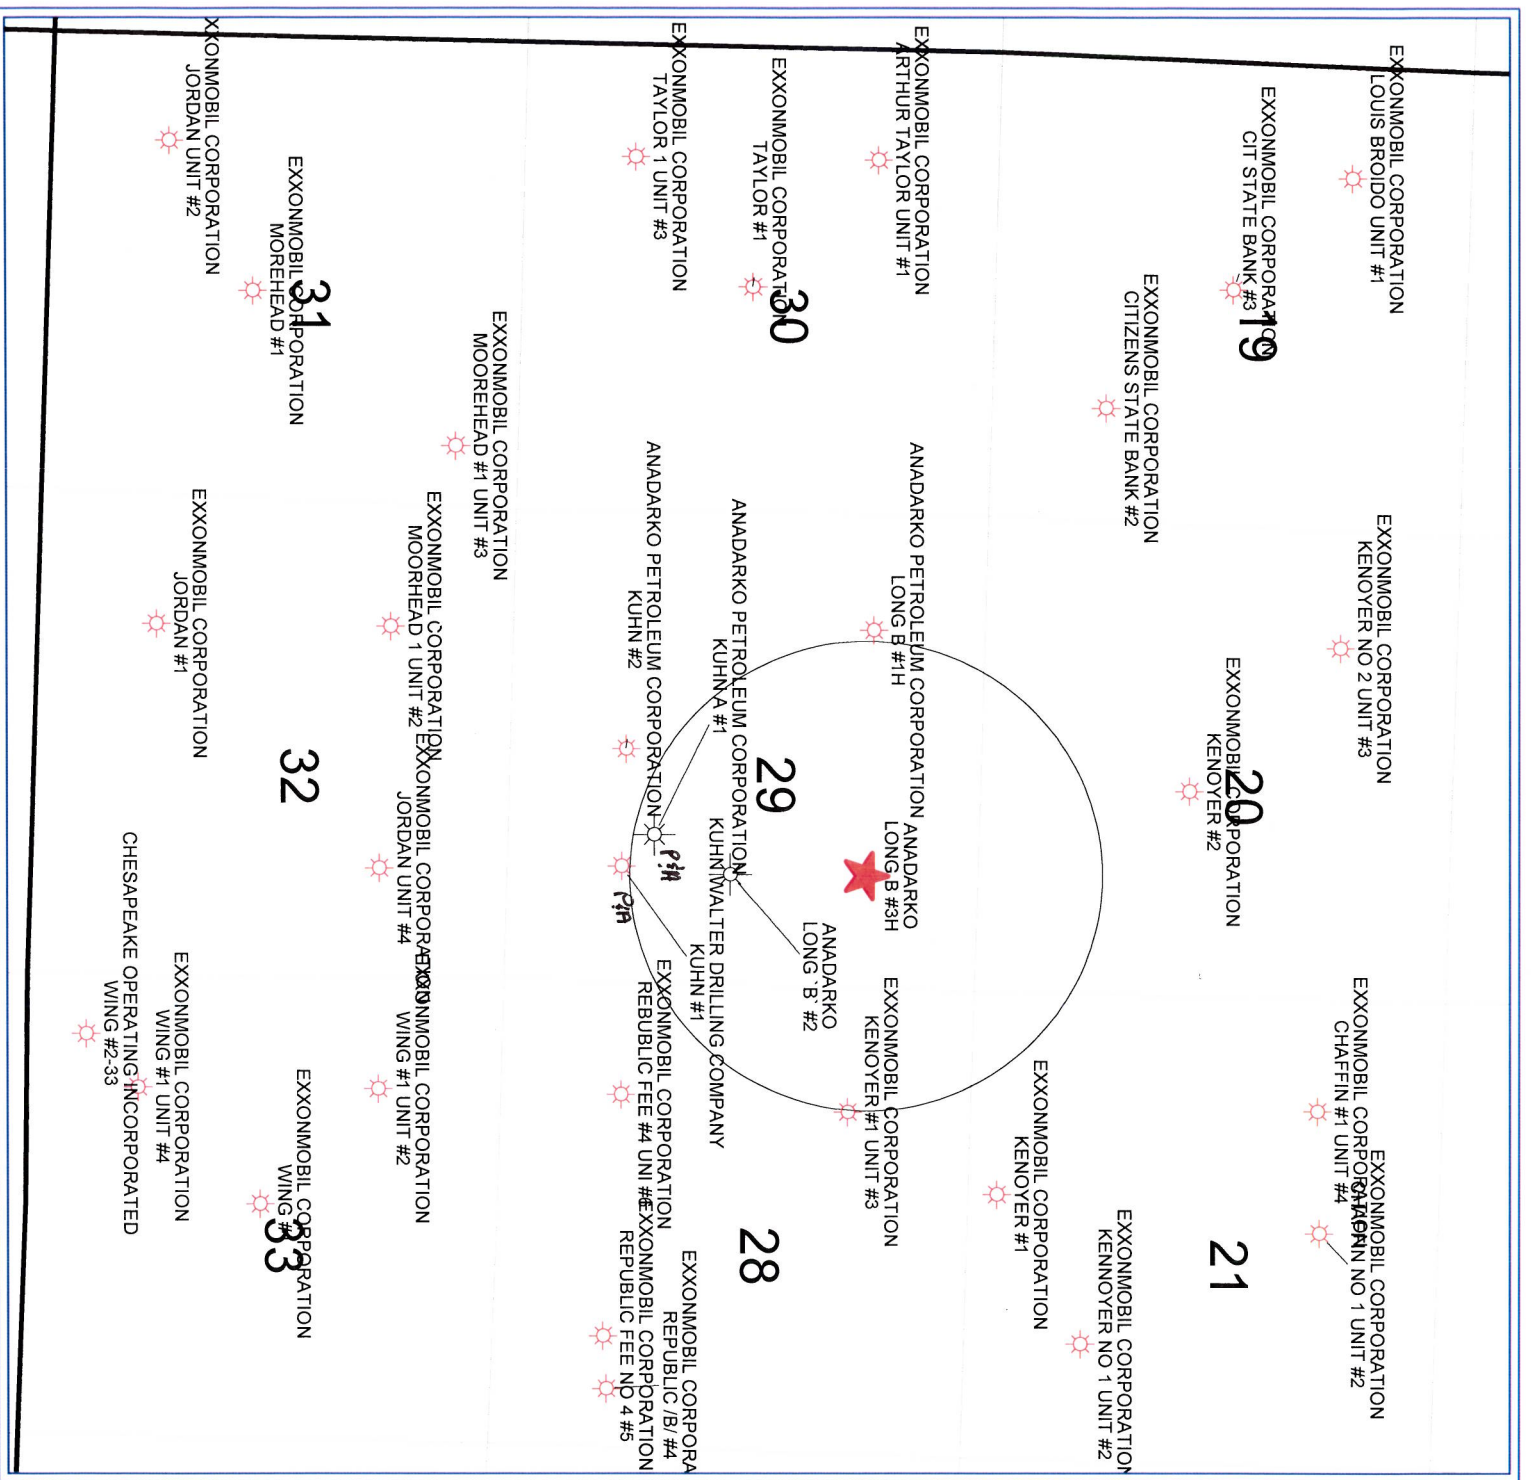 EXXONMOBIL CORPORATION
LOUIS BROIDO UNIT #1
EXXONMOBIL CORPORATION
KENOYER NO 2 UNIT #3
EXXONMOBIL CORPORATION
CHAFFIN #1 UNIT #4
EXXONMOBIL CORPORATION
CHAFFIN NO 1 UNIT #2
EXXONMOBIL CORPORATION
CIT STATE BANK #3
19
EXXONMOBIL CORPORATION
KENOYER #2
20
21
EXXONMOBIL CORPORATION
CITIZENS STATE BANK #2
EXXONMOBIL CORPORATION
KENNOYER NO 1 UNIT #2
EXXONMOBIL CORPORATION
KENOYER #1
EXXONMOBIL CORPORATION
ARTHUR TAYLOR UNIT #1
ANADARKO PETROLEUM CORPORATION
LONG B #1H
ANADARKO
LONG B #3H
EXXONMOBIL CORPORATION
KENOYER #1 UNIT #3
EXXONMOBIL CORPORATION
TAYLOR #1
30
29
28
ANADARKO
LONG `B` #2
ANADARKO PETROLEUM CORPORATION
KUHN A #1
KUHN WALTER DRILLING COMPANY
KUHN #1
EXXONMOBIL CORPORATION
TAYLOR 1 UNIT #3
ANADARKO PETROLEUM CORPORATION
KUHN #2
P&A
P&A
EXXONMOBIL CORPORATION
REBUBLIC FEE #4 UNI #6
EXXONMOBIL CORPORA
REPUBLIC /B/ #4
EXXONMOBIL CORPORATION
REPUBLIC FEE NO 4 #5
EXXONMOBIL CORPORATION
MOOREHEAD #1 UNIT #3
EXXONMOBIL CORPORATION
MOORHEAD 1 UNIT #2
EXXONMOBIL CORPORATION
JORDAN UNIT #4
EXXONMOBIL CORPORATION
WING #1 UNIT #2
31
EXXONMOBIL CORPORATION
MOREHEAD #1
32
EXXONMOBIL CORPORATION
WING
33
EXXONMOBIL CORPORATION
JORDAN UNIT #2
EXXONMOBIL CORPORATION
JORDAN #1
EXXONMOBIL CORPORATION
WING #1 UNIT #4
CHESAPEAKE OPERATING INCORPORATED
WING #2-33